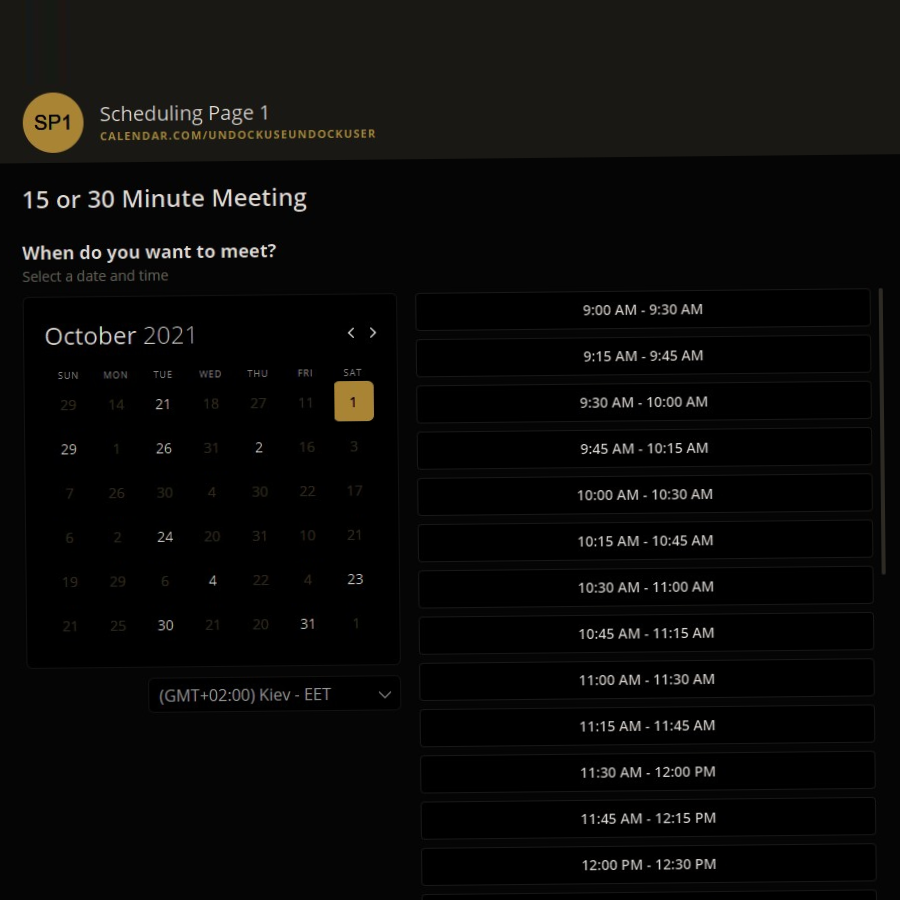 SP1
Scheduling Page 1
CALENDAR.COM/UNDOCKUSEUNDOCKUSER
15 or 30 Minute Meeting
When do you want to meet?
Select a date and time
October 2021
SUN MON TUE WED THU FRI SAT
29 14 21 18 27 11 1
29 1 26 31 2 16 3
7 26 30 4 30 22 17
6 2 24 20 31 10 21
19 29 6 4 22 4 23
21 25 30 21 20 31 1
(GMT+02:00) Kiev - EET
9:00 AM - 9:30 AM
9:15 AM - 9:45 AM
9:30 AM - 10:00 AM
9:45 AM - 10:15 AM
10:00 AM - 10:30 AM
10:15 AM - 10:45 AM
10:30 AM - 11:00 AM
10:45 AM - 11:15 AM
11:00 AM - 11:30 AM
11:15 AM - 11:45 AM
11:30 AM - 12:00 PM
11:45 AM - 12:15 PM
12:00 PM - 12:30 PM